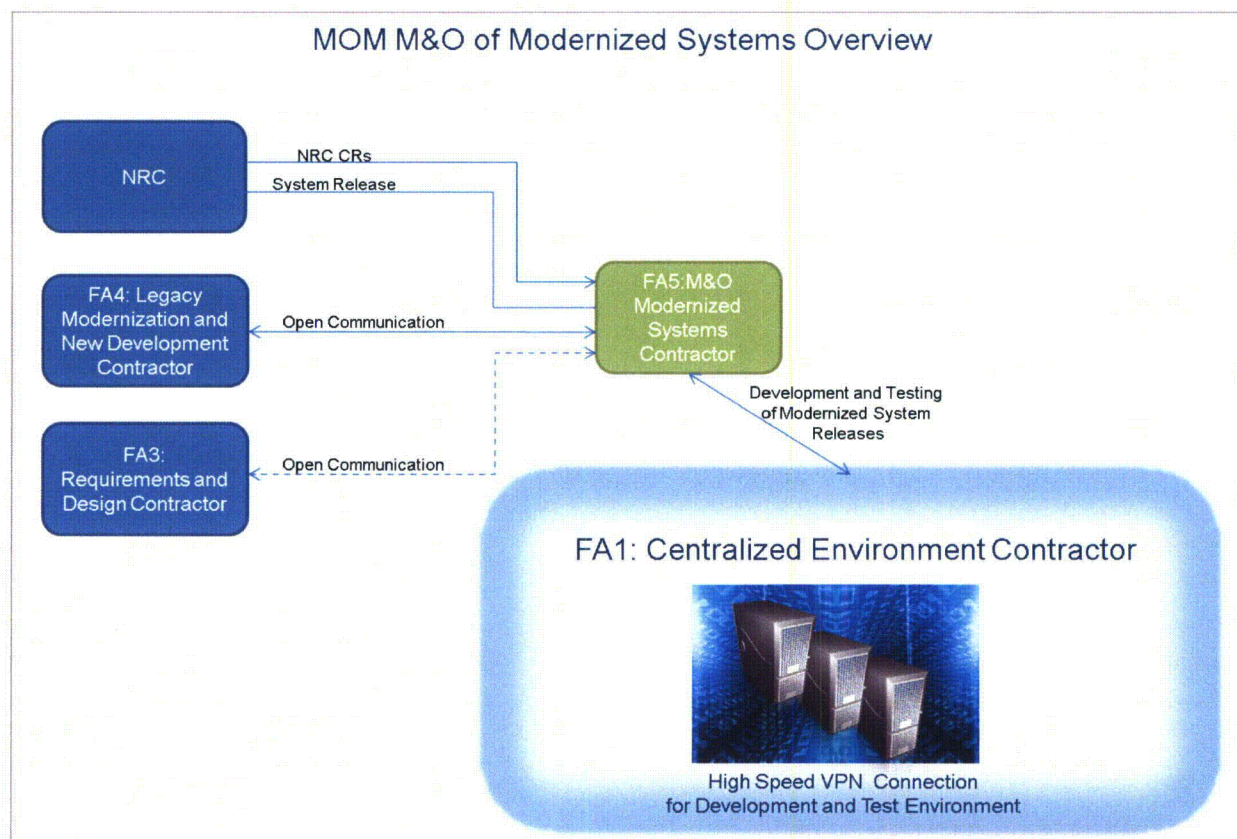 MOM M&O of Modernized Systems Overview
NRC
NRC CRs
System Release
FA4: Legacy
Modernization and
New Development
Contractor
Open Communication
FA5:M&O
Modernized
Systems
Contractor
FA3:
Requirements and
Design Contractor
Open Communication
Development and Testing
of Modernized System
Releases
FA1: Centralized Environment Contractor
High Speed VPN Connection
for Development and Test Environment